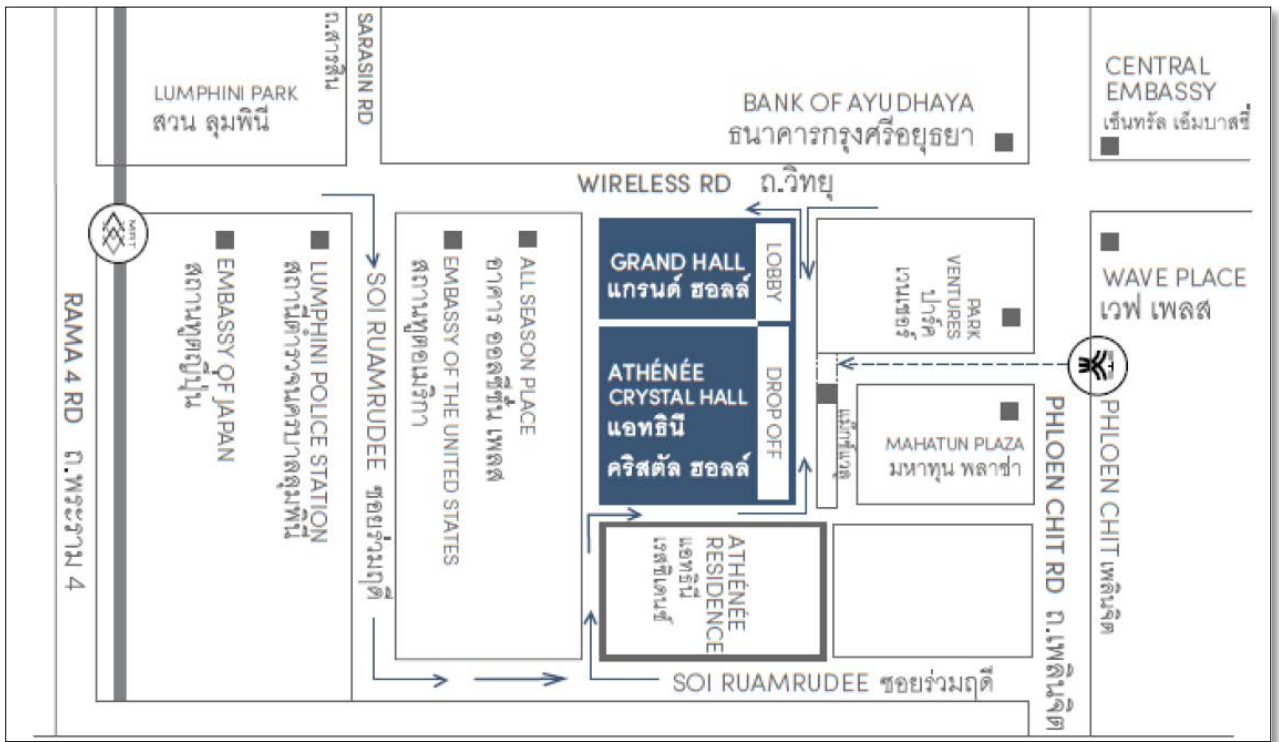 SARASIN RD
ถ.สารสิน
LUMPHINI PARK
สวน ลุมพินี
BANK OF AYUDHAYA
ธนาคารกรุงศรีอยุธยา
CENTRAL
EMBASSY
เซ็นทรัล เอ็มบาสซี่
WIRELESS RD ถ.วิทยุ
MRT
RAMA 4 RD ถ.พระราม 4
EMBASSY OF JAPAN
สถานทูตญี่ปุ่น
LUMPHINI POLICE STATION
สถานีตำรวจนครบาลลุมพินี
SOI RUAMRUDEE ซอยร่วมฤดี
EMBASSY OF THE UNITED STATES
สถานทูตอเมริกา
ALL SEASON PLACE
อาคาร ออลซีซั่น เพลส
GRAND HALL
แกรนด์ ฮอลล์
LOBBY
ATHÉNÉE
CRYSTAL HALL
แอทธินี
คริสตัล ฮอลล์
DROP OFF
PARK
VENTURES
ปาร์ค
เวนเชอร์
WAVE PLACE
เวฟ เพลส
แม็กซ์แวลู
MAHATUN PLAZA
มหาทุน พลาซ่า
ATHÉNÉE
RESIDENCE
แอทธินี
เรสซิเดนซ์
PHLOEN CHIT RD ถ.เพลินจิต
PHLOEN CHIT เพลินจิต
SOI RUAMRUDEE ซอยร่วมฤดี